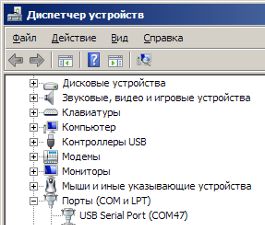 Диспетчер устройств
Файл Действие Вид Справка
Дисковые устройства
Звуковые, видео и игровые устройства
Клавиатуры
Компьютер
Контроллеры USB
Модемы
Мониторы
Мыши и иные указывающие устройства
Порты (COM и LPT)
USB Serial Port (COM47)